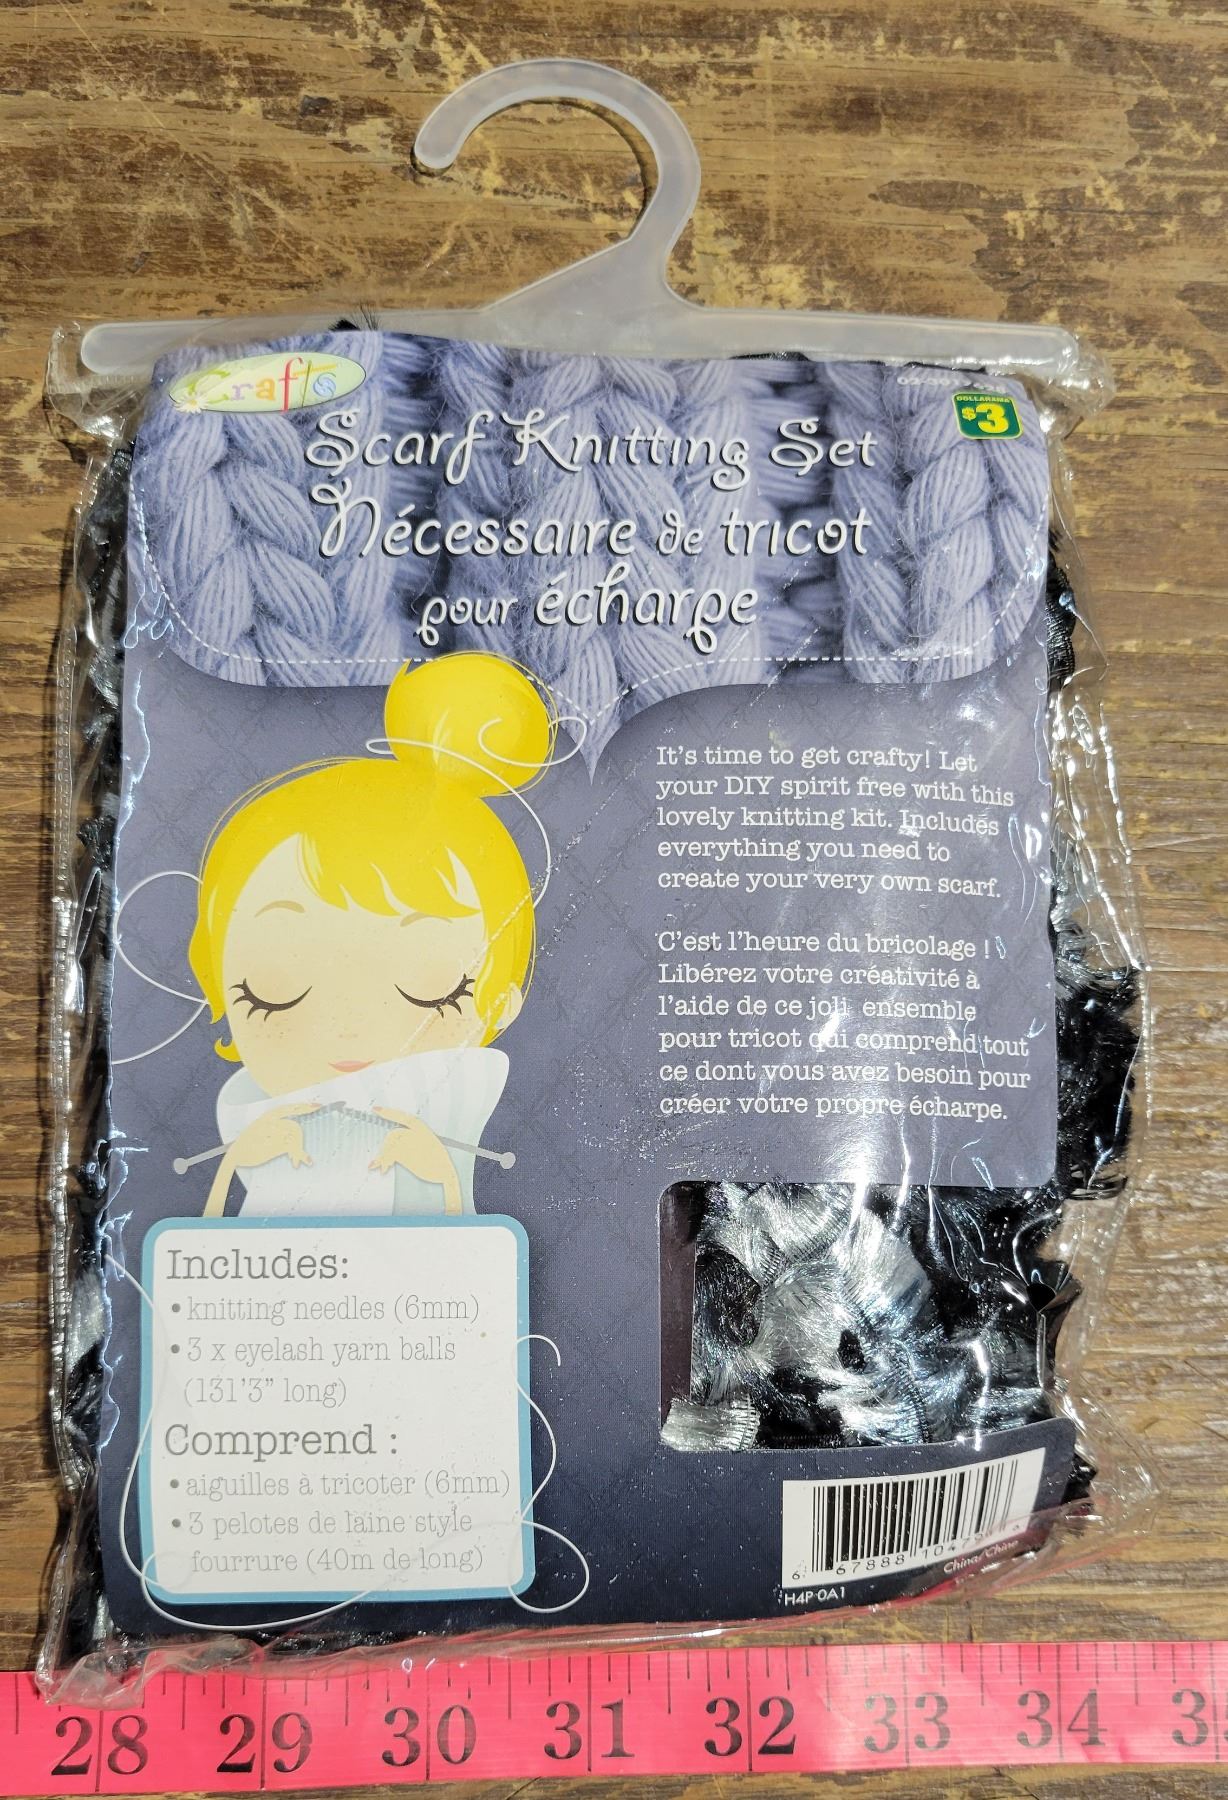 Crafts
DOLLARAMA
$3
Scarf Knitting Set
Nécessaire de tricot
pour écharpe
It's time to get crafty! Let
your DIY spirit free with this
lovely knitting kit. Includes
everything you need to
create your very own scarf.
C'est l'heure du bricolage !
Libérez votre créativité à
l'aide de ce joli ensemble
pour tricot qui comprend tout
ce dont vous avez besoin pour
créer votre propre écharpe.
Includes:
• knitting needles (6mm)
• 3 x eyelash yarn balls
(131'3" long)
Comprend :
• aiguilles à tricoter (6mm)
• 3 pelotes de laine style
fourrure (40m de long)
6 67888
China/Chine
H4P 0A1
28 29 30 31 32 33 34 3